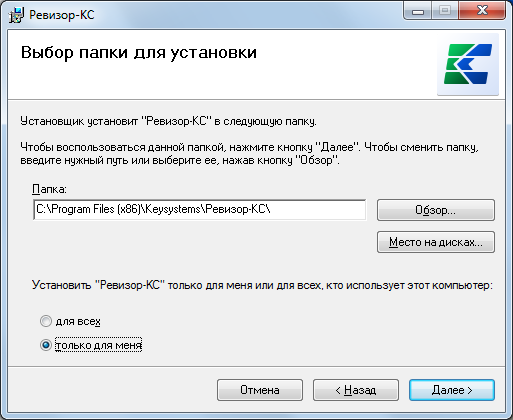 Ревизор-КС
Выбор папки для установки
Установщик установит "Ревизор-КС" в следующую папку.
Чтобы воспользоваться данной папкой, нажмите кнопку "Далее". Чтобы сменить папку,
введите нужный путь или выберите ее, нажав кнопку "Обзор".
Папка:
C:\Program Files (x86)\Keysystems\Ревизор-КС\
Обзор...
Место на дисках...
Установить "Ревизор-КС" только для меня или для всех, кто использует этот компьютер:
для всех
только для меня
Отмена
< Назад
Далее >